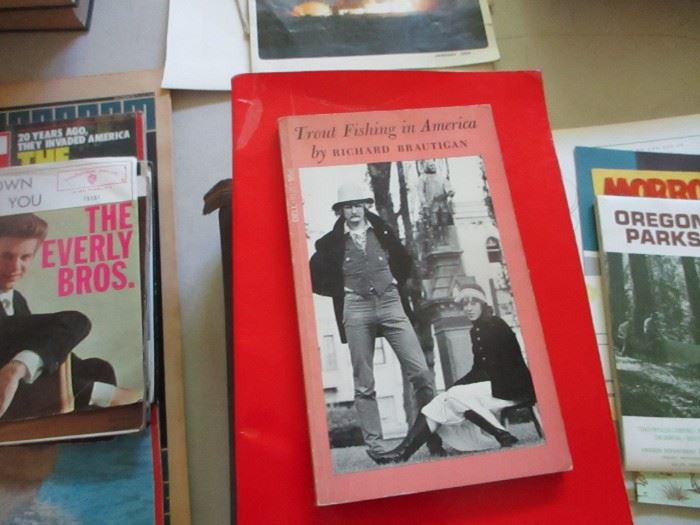 JANUARY
20 YEARS AGO,
THEY INVADED AMERICA
THE
OWN
YOU
THE
EVERLY
BROS.
Trout Fishing in America
by RICHARD BRAUTIGAN
MORRO
OREGON
PARKS